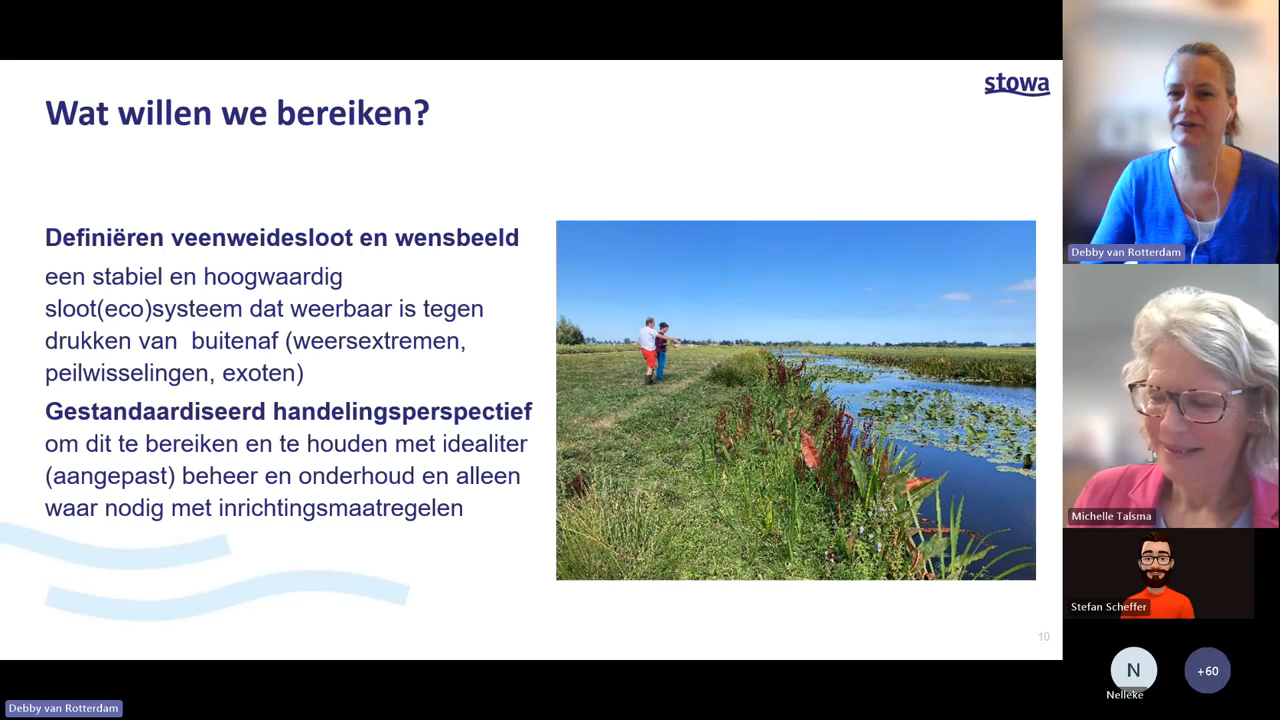 stowa
Wat willen we bereiken?
Definiëren veenweidesloot en wensbeeld
een stabiel en hoogwaardig
sloot(eco)systeem dat weerbaar is tegen
drukken van  buitenaf (weersextremen,
peilwisselingen, exoten)
Gestandaardiseerd handelingsperspectief
om dit te bereiken en te houden met idealiter
(aangepast) beheer en onderhoud en alleen
waar nodig met inrichtingsmaatregelen
10
Debby van Rotterdam
Debby van Rotterdam
Michelle Talsma
Stefan Scheffer
N
Nelleke
+60